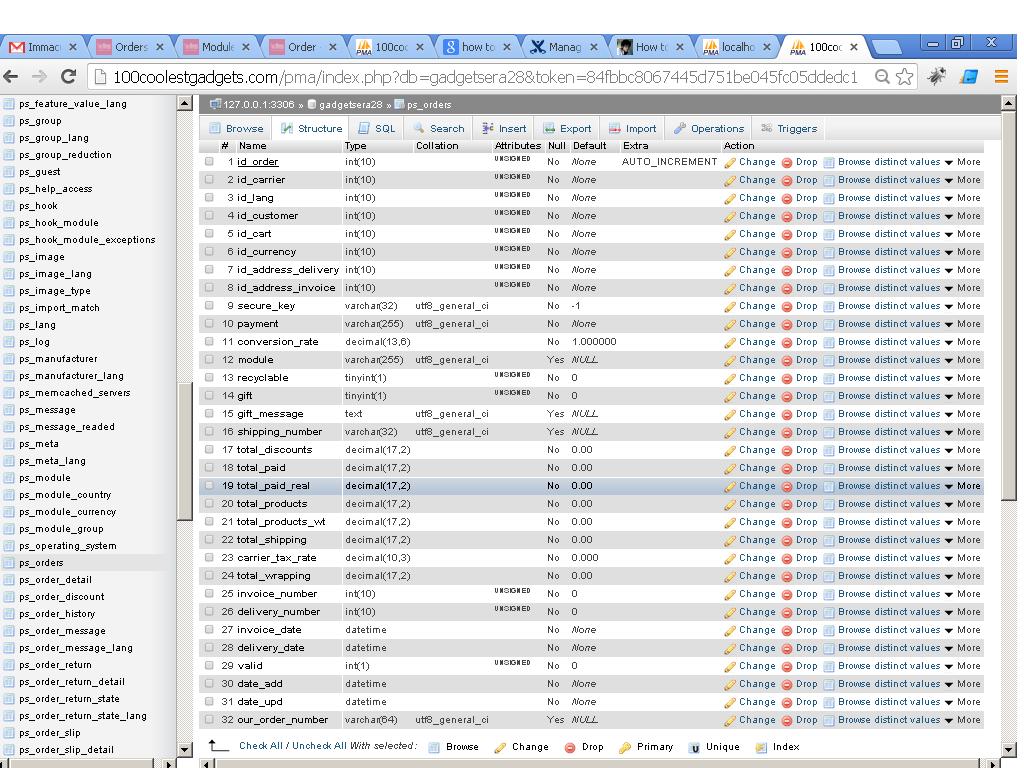 Immac Orders Module Order 100coo how to Manag How to localho 100coo
100coolestgadgets.com/pma/index.php?db=gadgetsera28&token=84fbbc8067445d751be045fc05ddedc1
127.0.0.1:3306 » gadgetsera28 » ps_orders
Browse Structure SQL Search Insert Export Import Operations Triggers
# Name Type Collation Attributes Null Default Extra Action
1 id_order int(10) UNSIGNED No None AUTO_INCREMENT Change Drop Browse distinct values More
2 id_carrier int(10) UNSIGNED No None Change Drop Browse distinct values More
3 id_lang int(10) UNSIGNED No None Change Drop Browse distinct values More
4 id_customer int(10) UNSIGNED No None Change Drop Browse distinct values More
5 id_cart int(10) UNSIGNED No None Change Drop Browse distinct values More
6 id_currency int(10) UNSIGNED No None Change Drop Browse distinct values More
7 id_address_delivery int(10) UNSIGNED No None Change Drop Browse distinct values More
8 id_address_invoice int(10) UNSIGNED No None Change Drop Browse distinct values More
9 secure_key varchar(32) utf8_general_ci No -1 Change Drop Browse distinct values More
10 payment varchar(255) utf8_general_ci No None Change Drop Browse distinct values More
11 conversion_rate decimal(13,6) No 1.000000 Change Drop Browse distinct values More
12 module varchar(255) utf8_general_ci Yes NULL Change Drop Browse distinct values More
13 recyclable tinyint(1) UNSIGNED No 0 Change Drop Browse distinct values More
14 gift tinyint(1) UNSIGNED No 0 Change Drop Browse distinct values More
15 gift_message text utf8_general_ci Yes NULL Change Drop Browse distinct values More
16 shipping_number varchar(32) utf8_general_ci Yes NULL Change Drop Browse distinct values More
17 total_discounts decimal(17,2) No 0.00 Change Drop Browse distinct values More
18 total_paid decimal(17,2) No 0.00 Change Drop Browse distinct values More
19 total_paid_real decimal(17,2) No 0.00 Change Drop Browse distinct values More
20 total_products decimal(17,2) No 0.00 Change Drop Browse distinct values More
21 total_products_wt decimal(17,2) No 0.00 Change Drop Browse distinct values More
22 total_shipping decimal(17,2) No 0.00 Change Drop Browse distinct values More
23 carrier_tax_rate decimal(10,3) No 0.000 Change Drop Browse distinct values More
24 total_wrapping decimal(17,2) No 0.00 Change Drop Browse distinct values More
25 invoice_number int(10) UNSIGNED No 0 Change Drop Browse distinct values More
26 delivery_number int(10) UNSIGNED No 0 Change Drop Browse distinct values More
27 invoice_date datetime No None Change Drop Browse distinct values More
28 delivery_date datetime No None Change Drop Browse distinct values More
29 valid int(1) UNSIGNED No 0 Change Drop Browse distinct values More
30 date_add datetime No None Change Drop Browse distinct values More
31 date_upd datetime No None Change Drop Browse distinct values More
32 our_order_number varchar(64) utf8_general_ci Yes NULL Change Drop Browse distinct values More
Check All / Uncheck All With selected: Browse Change Drop Primary Unique Index
ps_feature_value_lang
ps_group
ps_group_lang
ps_group_reduction
ps_guest
ps_help_access
ps_hook
ps_hook_module
ps_hook_module_exceptions
ps_image
ps_image_lang
ps_image_type
ps_import_match
ps_lang
ps_log
ps_manufacturer
ps_manufacturer_lang
ps_memcached_servers
ps_message
ps_message_readed
ps_meta
ps_meta_lang
ps_module
ps_module_country
ps_module_currency
ps_module_group
ps_operating_system
ps_orders
ps_order_detail
ps_order_discount
ps_order_history
ps_order_message
ps_order_message_lang
ps_order_return
ps_order_return_detail
ps_order_return_state
ps_order_return_state_lang
ps_order_slip
ps_order_slip_detail